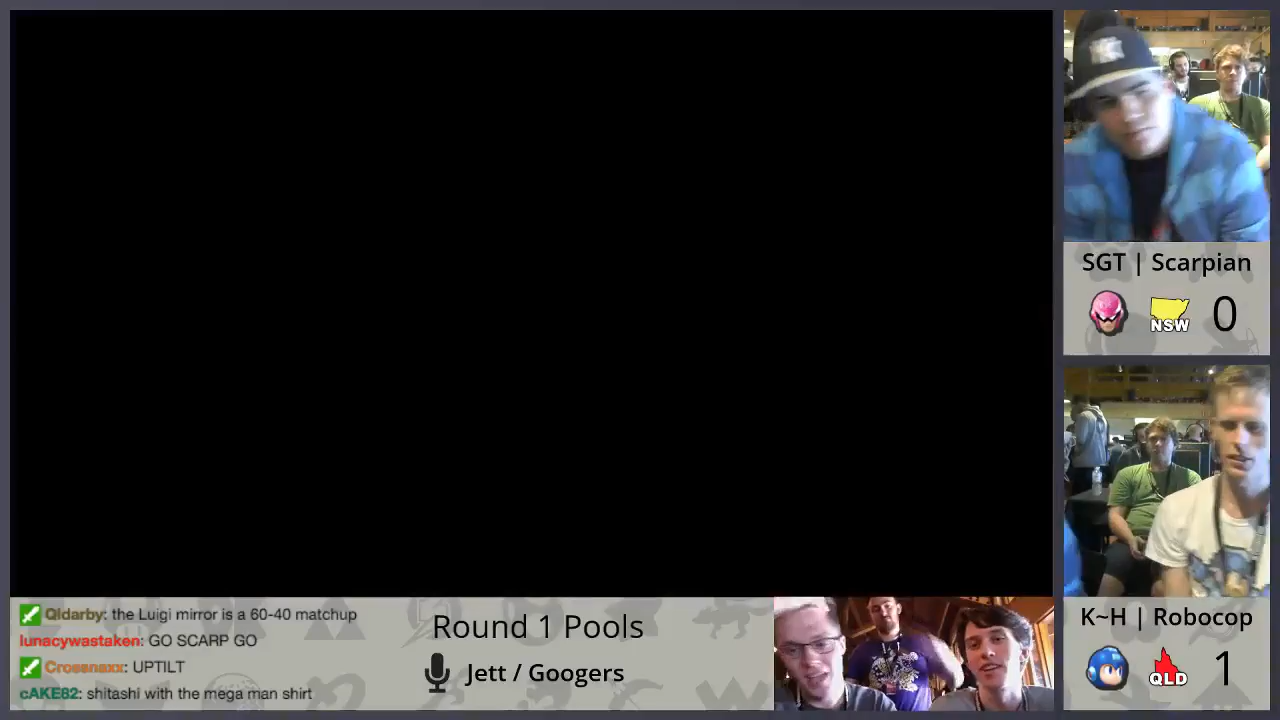 SGT | Scarpian
NSW 0
K~H | Robocop
QLD 1
Qldarby: the Luigi mirror is a 60-40 matchup
lunacywastaken: GO SCARP GO
Crossnaxx: UPTILT
cAKE82: shitashi with the mega man shirt
Round 1 Pools
Jett / Googers